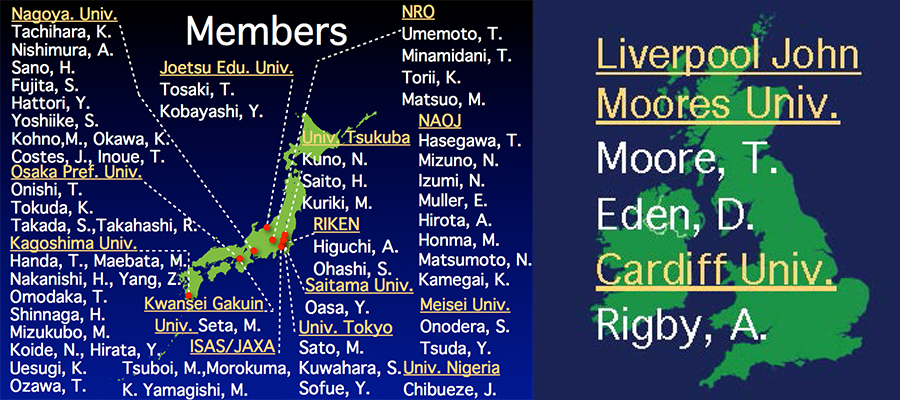 Members
Nagoya. Univ.
Tachihara, K.
Nishimura, A.
Sano, H.
Fujita, S.
Hattori, Y.
Yoshiike, S.
Kohno,M., Okawa, K.
Costes, J., Inoue, T.
Osaka Pref. Univ.
Onishi, T.
Tokuda, K.
Takada, S.,Takahashi, R.
Kagoshima Univ.
Handa, T., Maebata, M.
Nakanishi, H., Yang, Z.
Omodaka, T.
Shinnaga, H.
Mizukubo, M.
Koide, N., Hirata, Y.
Uesugi, K.
Ozawa, T.
Joetsu Edu. Univ.
Tosaki, T.
Kobayashi, Y.
Kwansei Gakuin
Univ. Seta, M.
ISAS/JAXA
Tsuboi, M.,Morokuma,
K. Yamagishi, M.
Univ. Tsukuba
Kuno, N.
Saito, H.
Kuriki, M.
RIKEN
Higuchi, A.
Ohashi, S.
Saitama Univ.
Oasa, Y.
Univ. Tokyo
Sato, M.
Kuwahara, S.
Sofue, Y.
NRO
Umemoto, T.
Minamidani, T.
Torii, K.
Matsuo, M.
NAOJ
Hasegawa, T.
Mizuno, N.
Izumi, N.
Muller, E.
Hirota, A.
Honma, M.
Matsumoto, N.
Kamegai, K.
Meisei Univ.
Onodera, S.
Tsuda, Y.
Univ. Nigeria
Chibueze, J.
Liverpool John
Moores Univ.
Moore, T.
Eden, D.
Cardiff Univ.
Rigby, A.